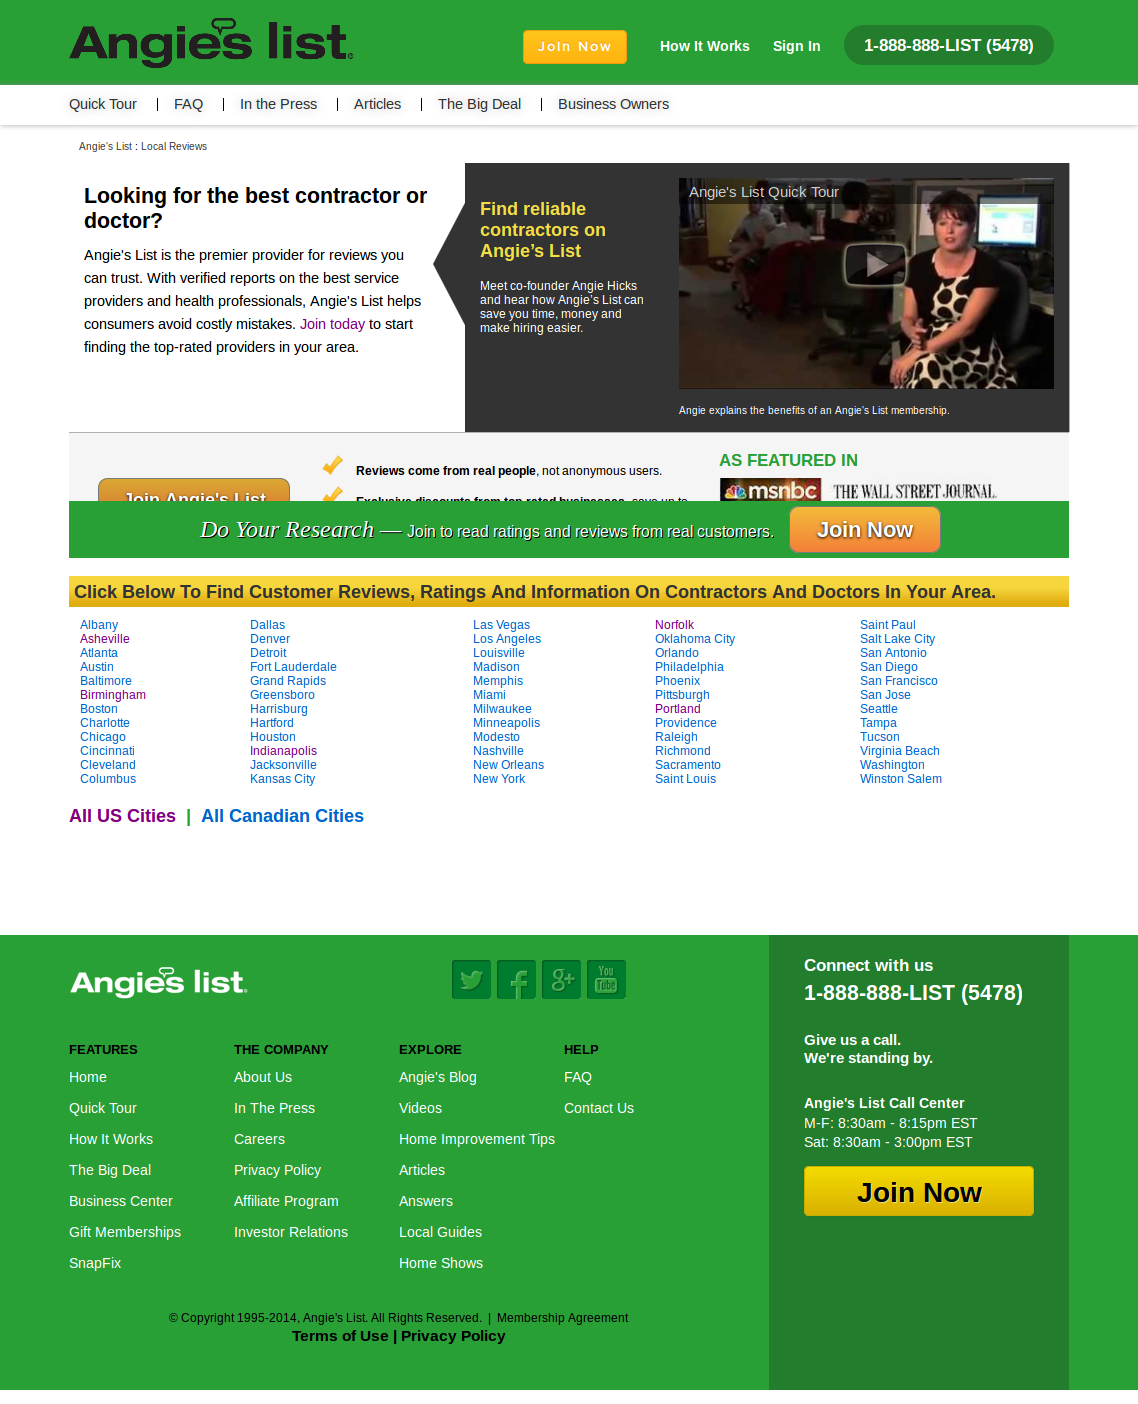 Angie's list
Join Now
How It Works
Sign In
1-888-888-LIST (5478)
Quick Tour
FAQ
In the Press
Articles
The Big Deal
Business Owners
Angie's List : Local Reviews
Looking for the best contractor or
doctor?
Angie's List is the premier provider for reviews you
can trust. With verified reports on the best service
providers and health professionals, Angie's List helps
consumers avoid costly mistakes. Join today to start
finding the top-rated providers in your area.
Find reliable
contractors on
Angie’s List
Meet co-founder Angie Hicks
and hear how Angie’s List can
save you time, money and
make hiring easier.
Angie's List Quick Tour
Angie explains the benefits of an Angie’s List membership.
Join Angie's List
Reviews come from real people, not anonymous users.
Exclusive discounts from top-rated businesses, save up to
AS FEATURED IN
msnbc
THE WALL STREET JOURNAL.
Do Your Research — Join to read ratings and reviews from real customers.
Join Now
Click Below To Find Customer Reviews, Ratings And Information On Contractors And Doctors In Your Area.
Albany
Asheville
Atlanta
Austin
Baltimore
Birmingham
Boston
Charlotte
Chicago
Cincinnati
Cleveland
Columbus
Dallas
Denver
Detroit
Fort Lauderdale
Grand Rapids
Greensboro
Harrisburg
Hartford
Houston
Indianapolis
Jacksonville
Kansas City
Las Vegas
Los Angeles
Louisville
Madison
Memphis
Miami
Milwaukee
Minneapolis
Modesto
Nashville
New Orleans
New York
Norfolk
Oklahoma City
Orlando
Philadelphia
Phoenix
Pittsburgh
Portland
Providence
Raleigh
Richmond
Sacramento
Saint Louis
Saint Paul
Salt Lake City
San Antonio
San Diego
San Francisco
San Jose
Seattle
Tampa
Tucson
Virginia Beach
Washington
Winston Salem
All US Cities | All Canadian Cities
Angie's list.
You
Tube
FEATURES
Home
Quick Tour
How It Works
The Big Deal
Business Center
Gift Memberships
SnapFix
THE COMPANY
About Us
In The Press
Careers
Privacy Policy
Affiliate Program
Investor Relations
EXPLORE
Angie's Blog
Videos
Home Improvement Tips
Articles
Answers
Local Guides
Home Shows
HELP
FAQ
Contact Us
© Copyright 1995-2014, Angie's List. All Rights Reserved. | Membership Agreement
Terms of Use | Privacy Policy
Connect with us
1-888-888-LIST (5478)
Give us a call.
We're standing by.
Angie's List Call Center
M-F: 8:30am - 8:15pm EST
Sat: 8:30am - 3:00pm EST
Join Now